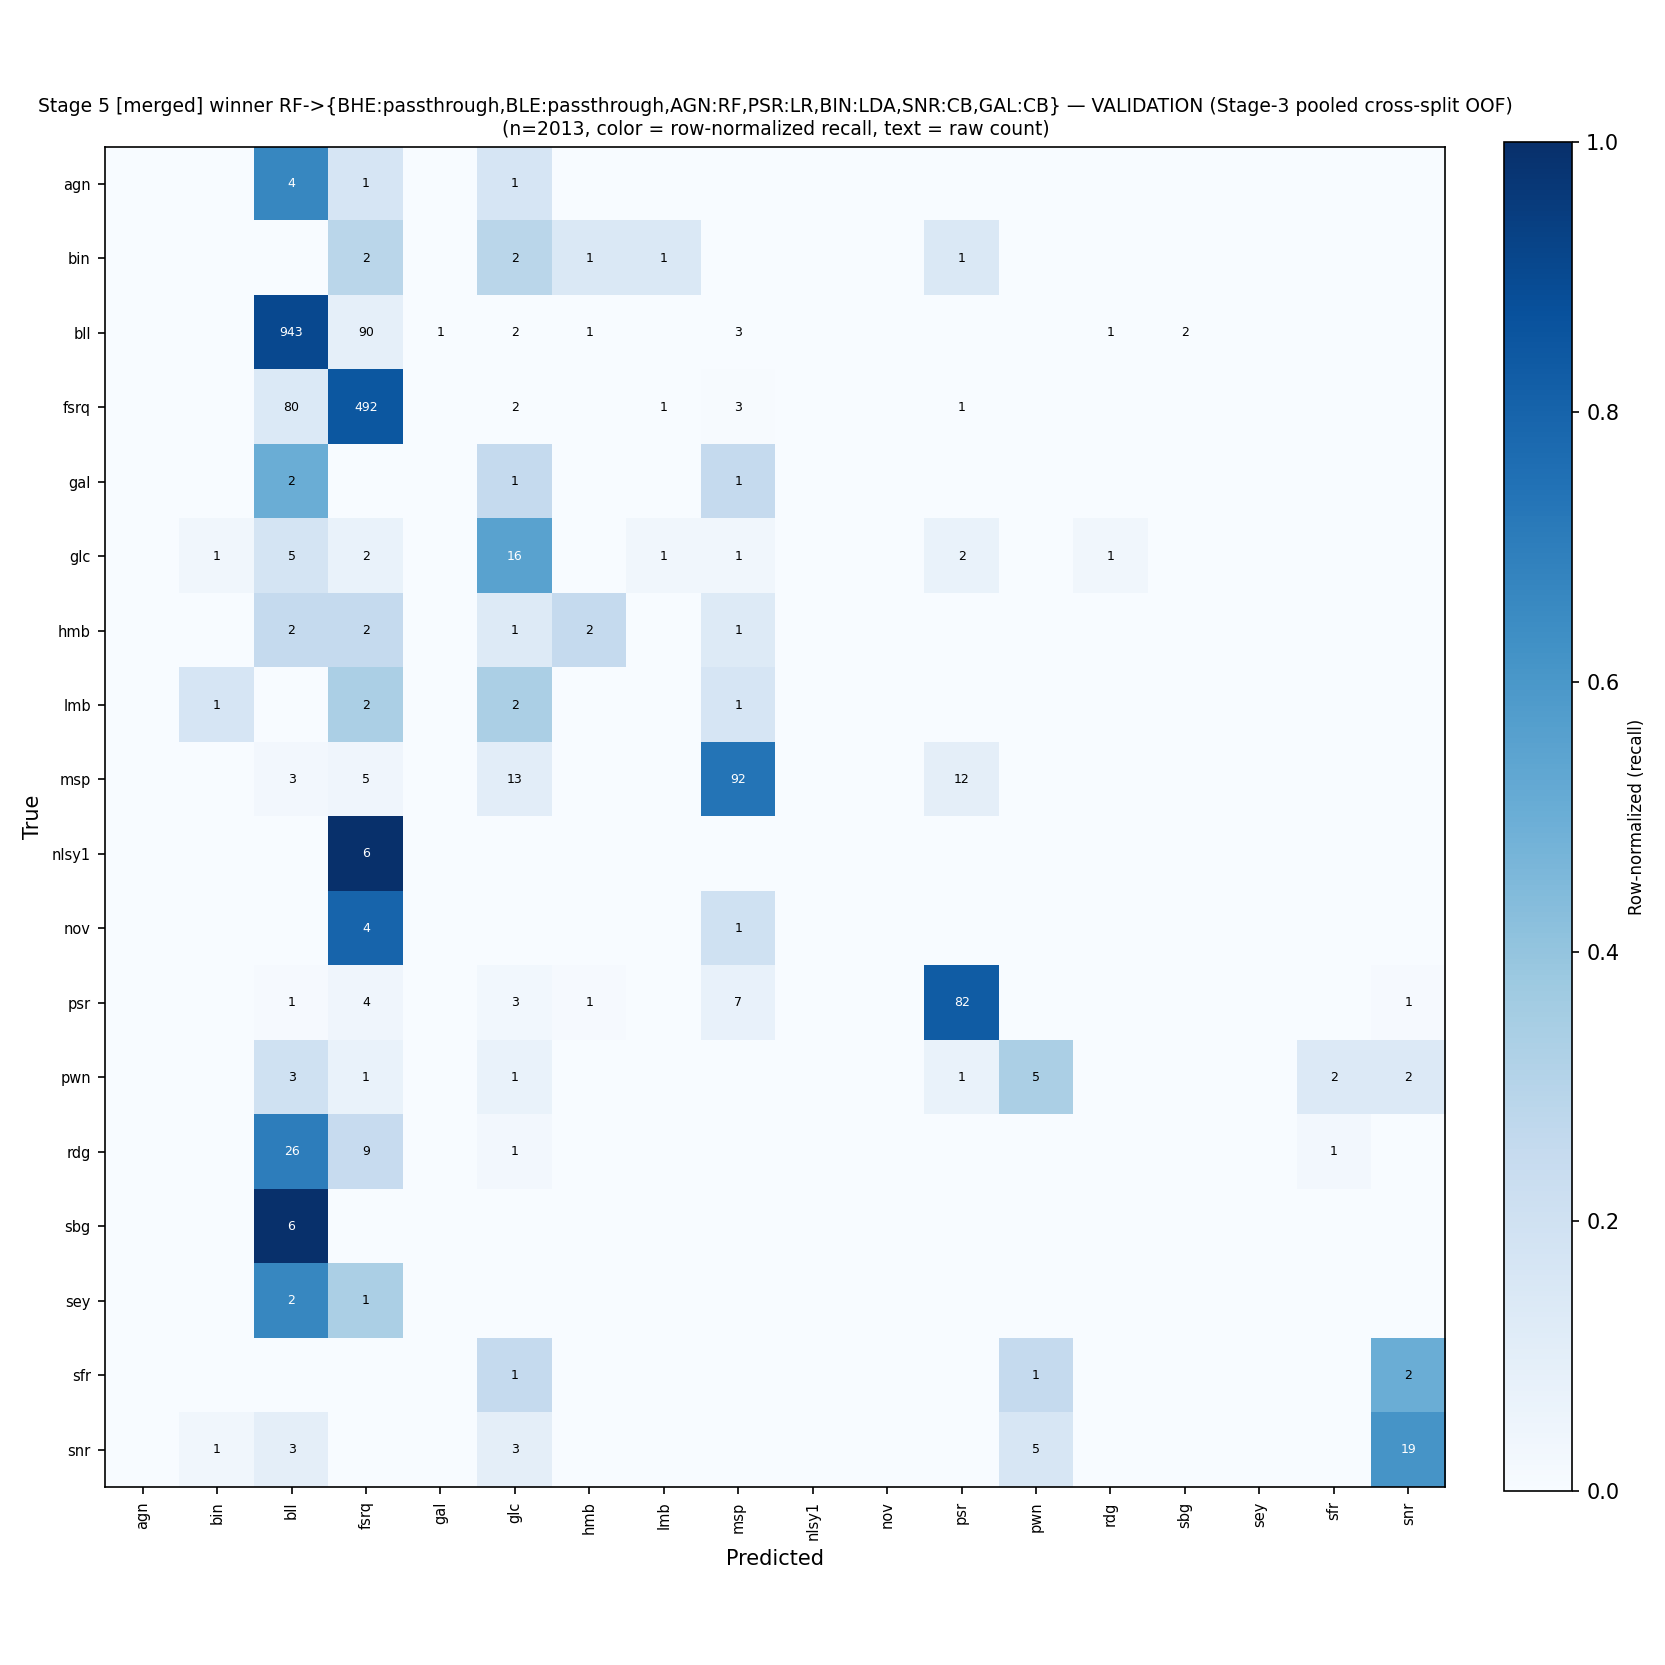 Stage 5 [merged] winner RF->{BHE:passthrough,BLE:passthrough,AGN:RF,PSR:LR,BIN:LDA,SNR:CB,GAL:CB} — VALIDATION (Stage-3 pooled cross-split OOF)
(n=2013, color = row-normalized recall, text = raw count)
True
agn 4 1 1
bin 2 2 1 1 1
bll 943 90 1 2 1 3 1 2
fsrq 80 492 2 1 3 1
gal 2 1 1
glc 1 5 2 16 1 1 2 1
hmb 2 2 1 2 1
lmb 1 2 2 1
msp 3 5 13 92 12
nlsy1 6
nov 4 1
psr 1 4 3 1 7 82 1
pwn 3 1 1 1 5 2 2
rdg 26 9 1 1
sbg 6
sey 2 1
sfr 1 1 2
snr 1 3 3 5 19
agn bin bll fsrq gal glc hmb lmb msp nlsy1 nov psr pwn rdg sbg sey sfr snr
Predicted
1.0
0.8
0.6
0.4
0.2
0.0
Row-normalized (recall)